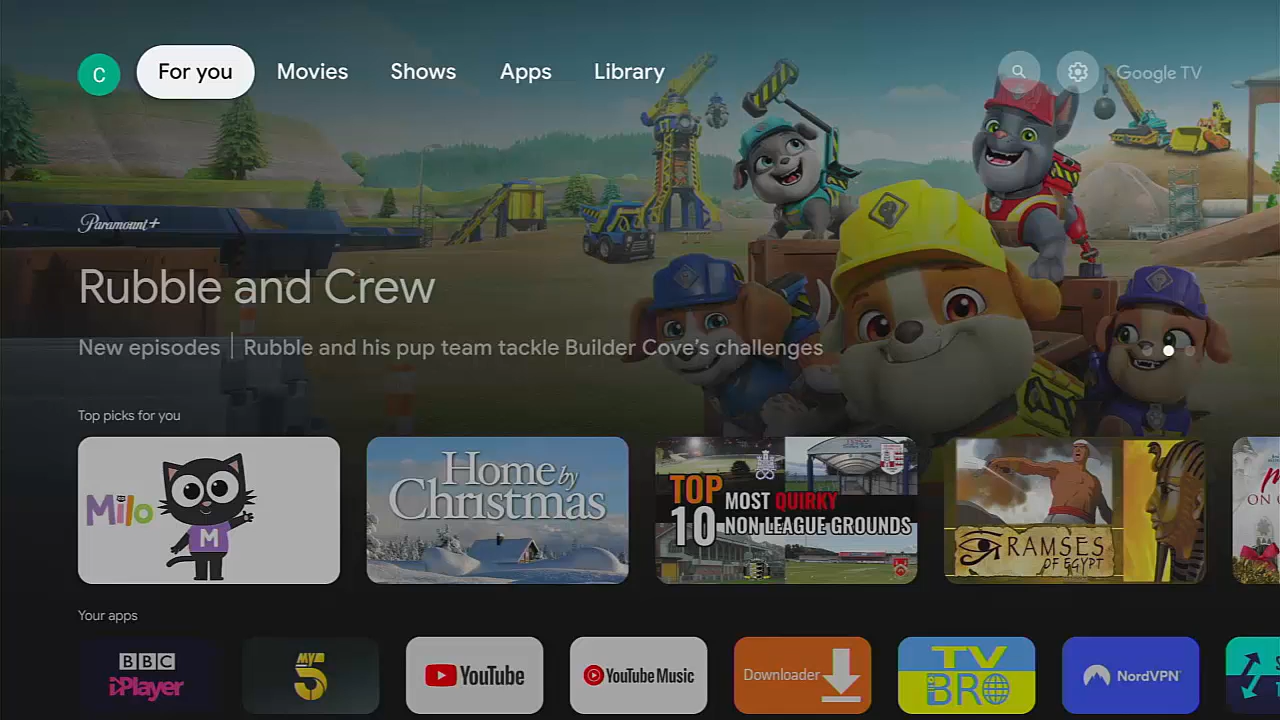 C For you Movies Shows Apps Library Google TV
Paramount+
Rubble and Crew
New episodes | Rubble and his pup team tackle Builder Cove's challenges
Top picks for you
Milo
M
Home by
Christmas
TOP
10
MOST QUIRKY
NON LEAGUE GROUNDS
RAMSES
OF EGYPT
ON
Your apps
BBC
iPlayer
MY
5
YouTube
YouTube Music
Downloader
TV
BRO
NordVPN